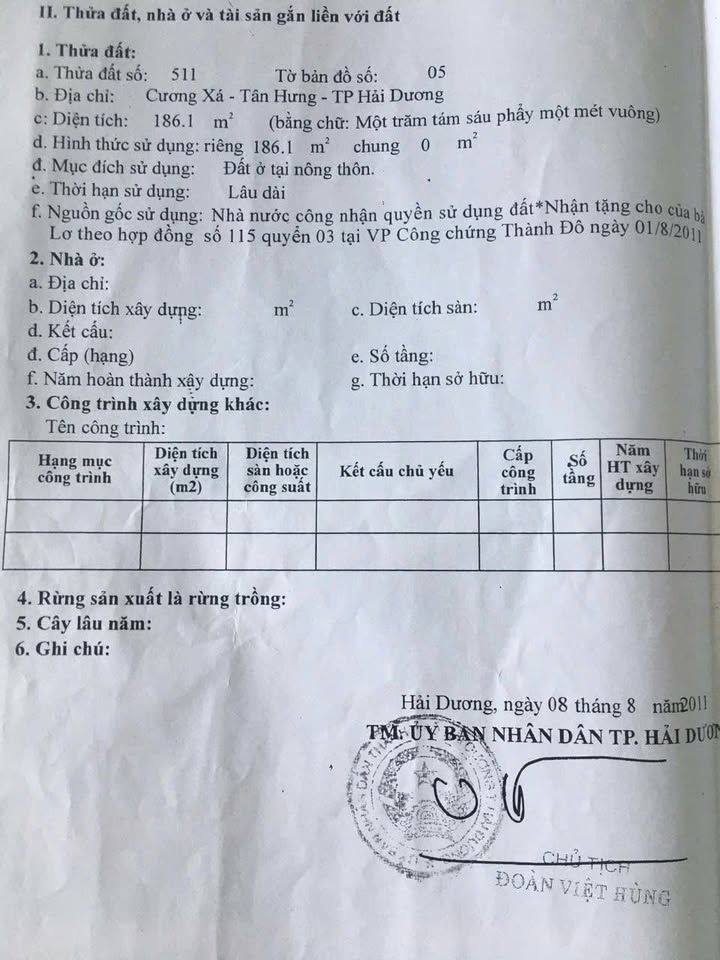 II. Thửa đất, nhà ở và tài sản gắn liền với đất
1. Thửa đất:
a. Thửa đất số: 511 Tờ bản đồ số: 05
b. Địa chỉ: Cương Xá - Tân Hưng - TP Hải Dương
c: Diện tích: 186.1 m² (bằng chữ: Một trăm tám sáu phẩy một mét vuông)
d. Hình thức sử dụng: riêng 186.1 m² chung 0 m²
đ. Mục đích sử dụng: Đất ở tại nông thôn.
e. Thời hạn sử dụng: Lâu dài
f. Nguồn gốc sử dụng: Nhà nước công nhận quyền sử dụng đất*Nhận tặng cho của bà
Lơ theo hợp đồng số 115 quyển 03 tại VP Công chứng Thành Đô ngày 01/8/2011
2. Nhà ở:
a. Địa chỉ:
b. Diện tích xây dựng: m² c. Diện tích sàn: m²
d. Kết cấu:
đ. Cấp (hạng) e. Số tầng:
f. Năm hoàn thành xây dựng: g. Thời hạn sở hữu:
3. Công trình xây dựng khác:
Tên công trình:
Hạng mục công trình Diện tích xây dựng (m2) Diện tích sàn hoặc công suất Kết cấu chủ yếu Cấp công trình Số tầng Năm HT xây dựng Thời hạn sở hữu
4. Rừng sản xuất là rừng trồng:
5. Cây lâu năm:
6. Ghi chú:
Hải Dương, ngày 08 tháng 8 năm2011
TM. ỦY BAN NHÂN DÂN TP. HẢI DƯƠN
CHỦ TỊCH
ĐOÀN VIỆT HÙNG